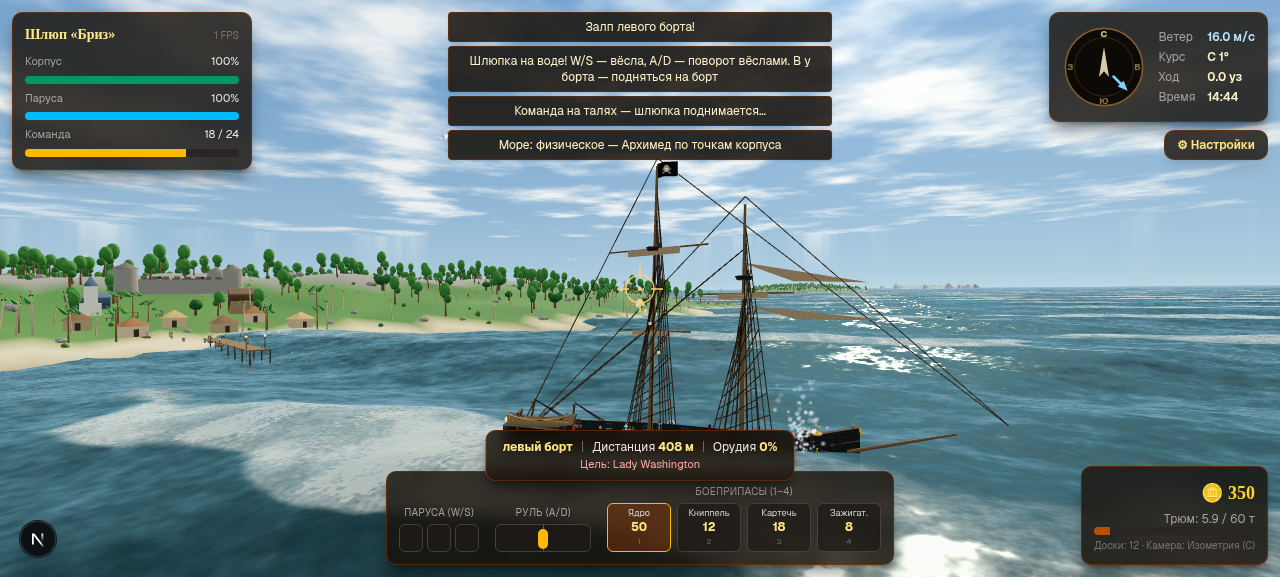 Шлюп «Бриз»
1 FPS
Корпус 100%
Паруса 100%
Команда 18 / 24
Залп левого борта!
Шлюпка на воде! W/S — вёсла, A/D — поворот вёслами. В у
борта — подняться на борт
Команда на талях — шлюпка поднимается…
Море: физическое — Архимед по точкам корпуса
С
З
В
Ю
Ветер 16.0 м/с
Курс С 1°
Ход 0.0 уз
Время 14:44
⚙ Настройки
левый борт | Дистанция 408 м | Орудия 0%
Цель: Lady Washington
ПАРУСА (W/S)
РУЛЬ (A/D)
БОЕПРИПАСЫ (1–4)
Ядро
50
1
Книппель
12
2
Картечь
18
3
Зажигат.
8
4
N
350
Трюм: 5.9 / 60 т
Доски: 12 · Камера: Изометрия (C)